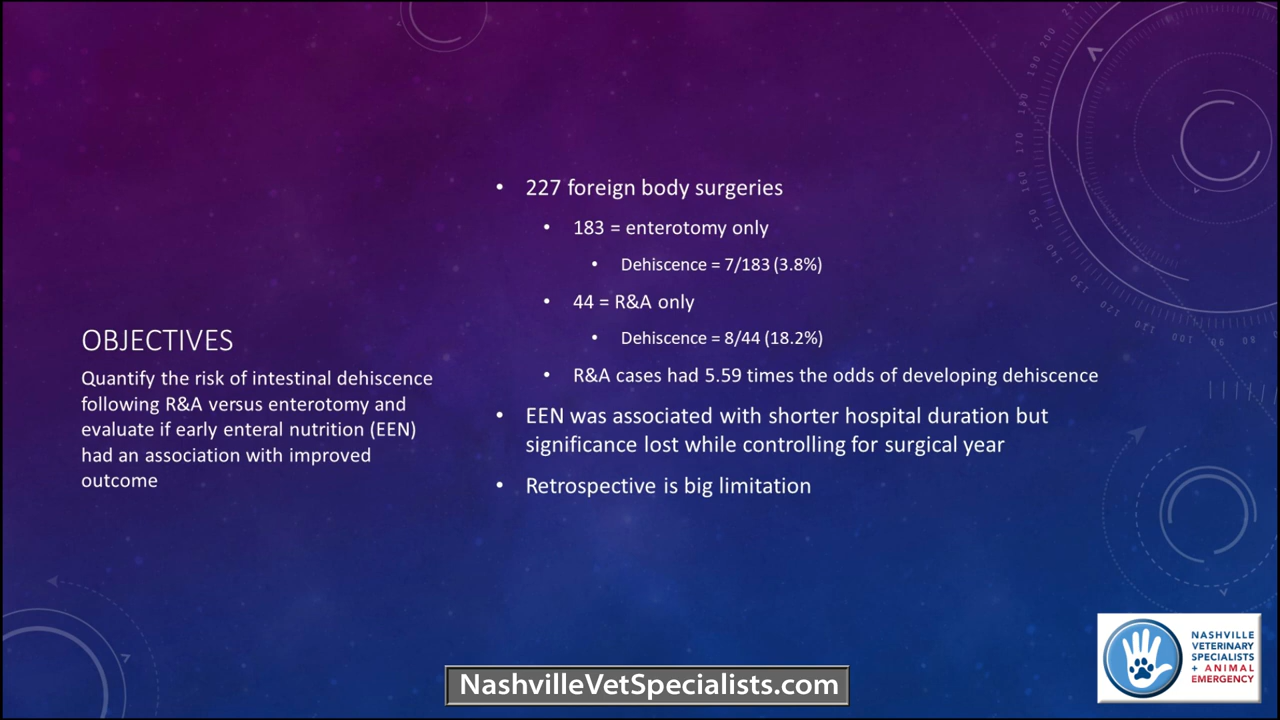 OBJECTIVES
Quantify the risk of intestinal dehiscence
following R&A versus enterotomy and
evaluate if early enteral nutrition (EEN)
had an association with improved
outcome
• 227 foreign body surgeries
• 183 = enterotomy only
• Dehiscence = 7/183 (3.8%)
• 44 = R&A only
• Dehiscence = 8/44 (18.2%)
• R&A cases had 5.59 times the odds of developing dehiscence
• EEN was associated with shorter hospital duration but
significance lost while controlling for surgical year
• Retrospective is big limitation
NashvilleVetSpecialists.com
NASHVILLE
VETERINARY
SPECIALISTS
+ ANIMAL
EMERGENCY